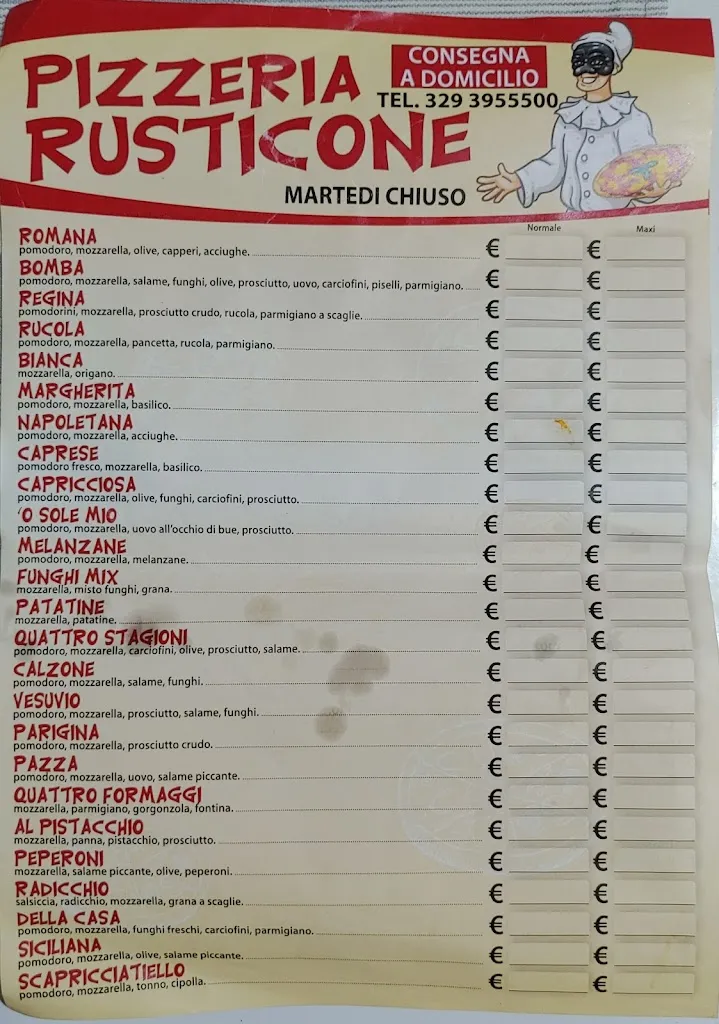 PIZZERIA
RUSTICONE
CONSEGNA
A DOMICILIO
TEL. 329 3955500
MARTEDI CHIUSO
Normale Maxi
ROMANA
pomodoro, mozzarella, olive, capperi, acciughe. € €
BOMBA
pomodoro, mozzarella, salame, funghi, olive, prosciutto, uovo, carciofini, piselli, parmigiano. € €
REGINA
pomodorini, mozzarella, prosciutto crudo, rucola, parmigiano a scaglie. € €
RUCOLA
pomodoro, mozzarella, pancetta, rucola, parmigiano. € €
BIANCA
mozzarella, origano. € €
MARGHERITA
pomodoro, mozzarella, basilico. € €
NAPOLETANA
pomodoro, mozzarella, acciughe. € €
CAPRESE
pomodoro fresco, mozzarella, basilico. € €
CAPRICCIOSA
pomodoro, mozzarella, olive, funghi, carciofini, prosciutto. € €
'O SOLE MIO
pomodoro, mozzarella, uovo all'occhio di bue, prosciutto. € €
MELANZANE
pomodoro, mozzarella, melanzane. € €
FUNGHI MIX
mozzarella, misto funghi, grana. € €
PATATINE
mozzarella, patatine. € €
QUATTRO STAGIONI
pomodoro, mozzarella, carciofini, olive, prosciutto, salame. € €
CALZONE
pomodoro, mozzarella, salame, funghi. € €
VESUVIO
pomodoro, mozzarella, prosciutto, salame, funghi. € €
PARIGINA
pomodoro, mozzarella, prosciutto crudo. € €
PAZZA
pomodoro, mozzarella, uovo, salame piccante. € €
QUATTRO FORMAGGI
mozzarella, parmigiano, gorgonzola, fontina. € €
AL PISTACCHIO
mozzarella, panna, pistacchio, prosciutto. € €
PEPERONI
mozzarella, salame piccante, olive, peperoni. € €
RADICCHIO
salsiccia, radicchio, mozzarella, grana a scaglie. € €
DELLA CASA
pomodoro, mozzarella, funghi freschi, carciofini, parmigiano. € €
SICILIANA
pomodoro, mozzarella, olive, salame piccante. € €
SCAPRICCIATIELLO
pomodoro, mozzarella, tonno, cipolla. € €